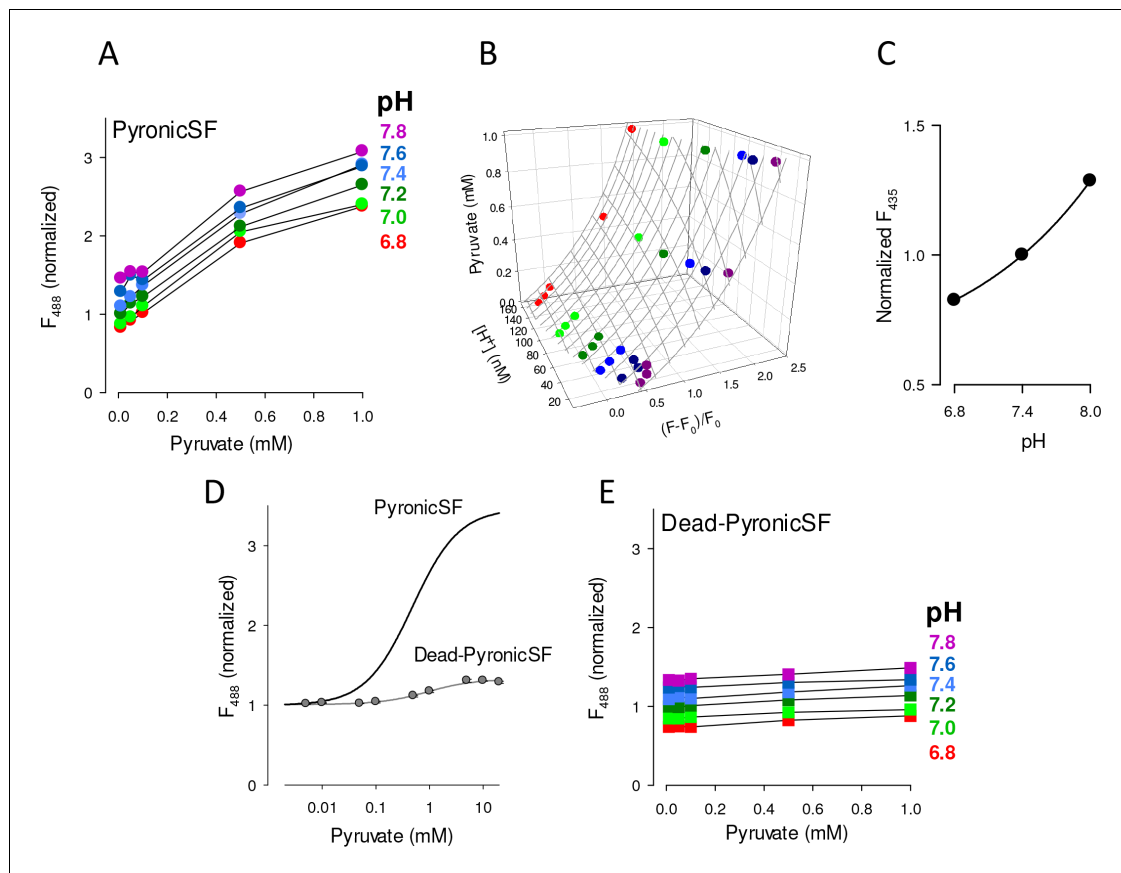 A
PyronicSF
pH
7.8
7.6
7.4
7.2
7.0
6.8
3
2
1
0
F488 (normalized)
0.0 0.2 0.4 0.6 0.8 1.0
Pyruvate (mM)
B
1.0
0.8
0.6
0.4
0.2
0.0
Pyruvate (mM)
160
140
120
100
80
60
40
20
[H+] (nM)
0.0 0.5 1.0 1.5 2.0 2.5
(F-F0)/F0
C
1.5
1.0
0.5
Normalized F435
6.8 7.4 8.0
pH
D
PyronicSF
Dead-PyronicSF
3
2
1
0
F488 (normalized)
0.01 0.1 1 10
Pyruvate (mM)
E
Dead-PyronicSF
pH
7.8
7.6
7.4
7.2
7.0
6.8
3
2
1
0
F488 (normalized)
0.0 0.2 0.4 0.6 0.8 1.0
Pyruvate (mM)